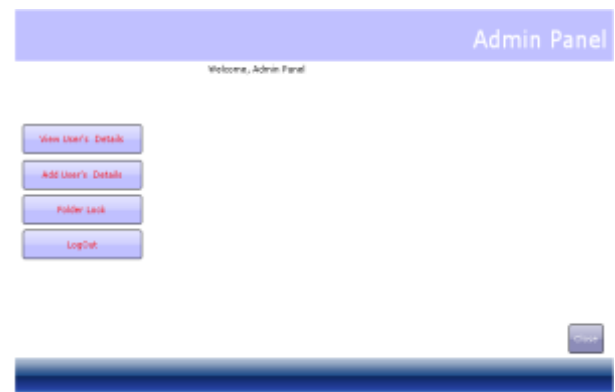 Admin Panel
Welcome, Admin Panel
View User's Details
Add User's Details
Folder Lock
LogOut
Close